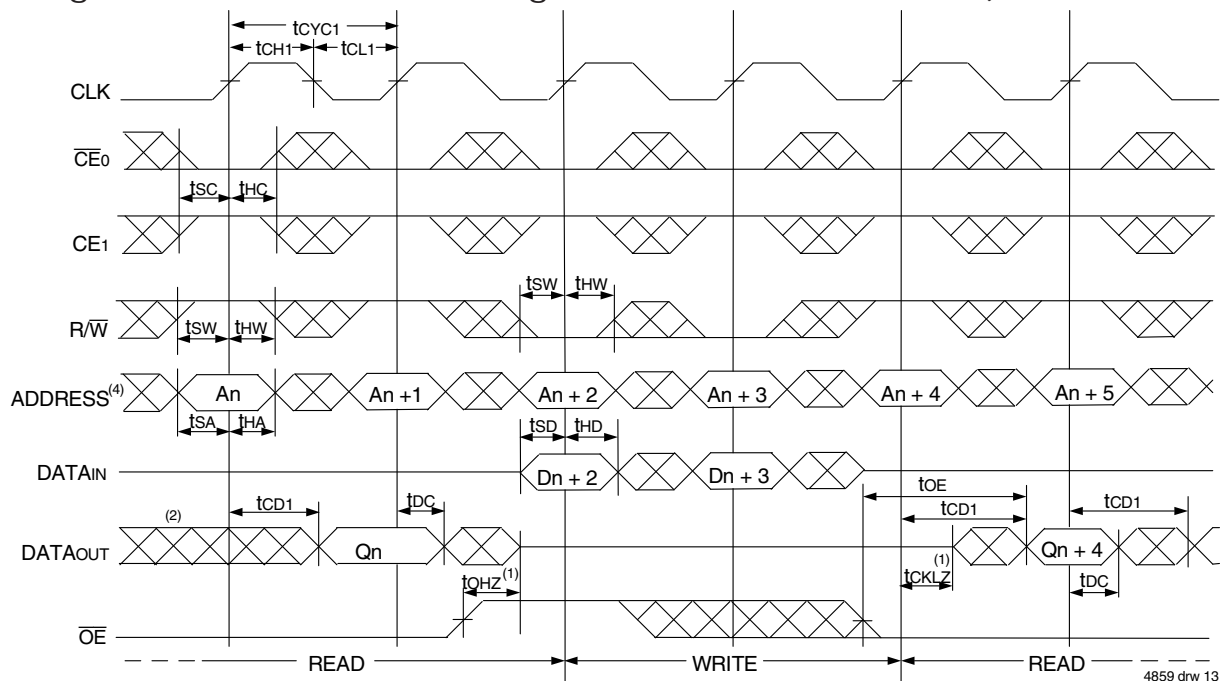 tCYC1
tCH1 tCL1
CLK
CE0
tSC tHC
CE1
tSW tHW
R/W
tSW tHW
ADDRESS(4) An An +1 An + 2 An + 3 An + 4 An + 5
tSA tHA
tSD tHD
DATAIN Dn + 2 Dn + 3
tOE
(2) tCD1 tDC tCD1 tCD1
DATAOUT Qn Qn + 4
tOHZ(1) tCKLZ(1) tDC
OE
READ WRITE READ
4859 drw 13